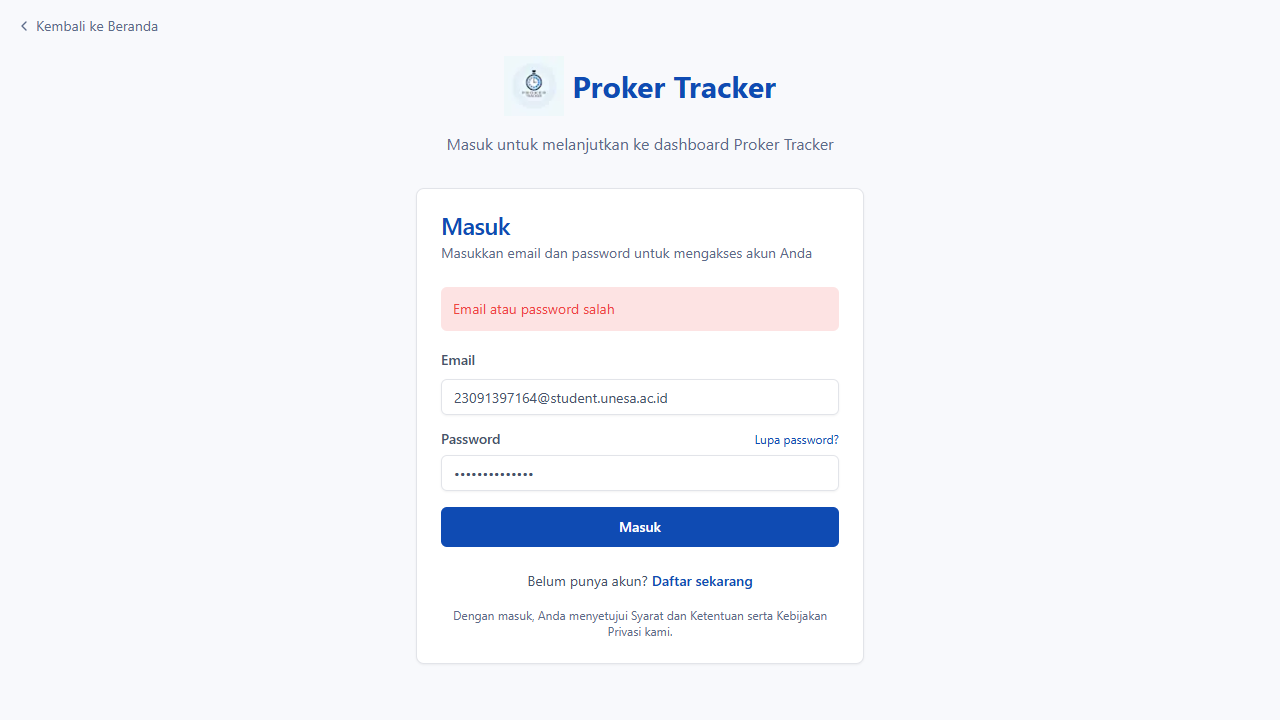 Kembali ke Beranda
Proker Tracker
Masuk untuk melanjutkan ke dashboard Proker Tracker
Masuk
Masukkan email dan password untuk mengakses akun Anda
Email atau password salah
Email
23091397164@student.unesa.ac.id
Password Lupa password?
••••••••••••••
Masuk
Belum punya akun? Daftar sekarang
Dengan masuk, Anda menyetujui Syarat dan Ketentuan serta Kebijakan
Privasi kami.